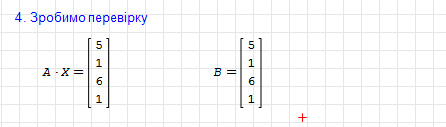 4. Зробимо перевірку
A · X = [5 1 6 1] B = [5 1 6 1]